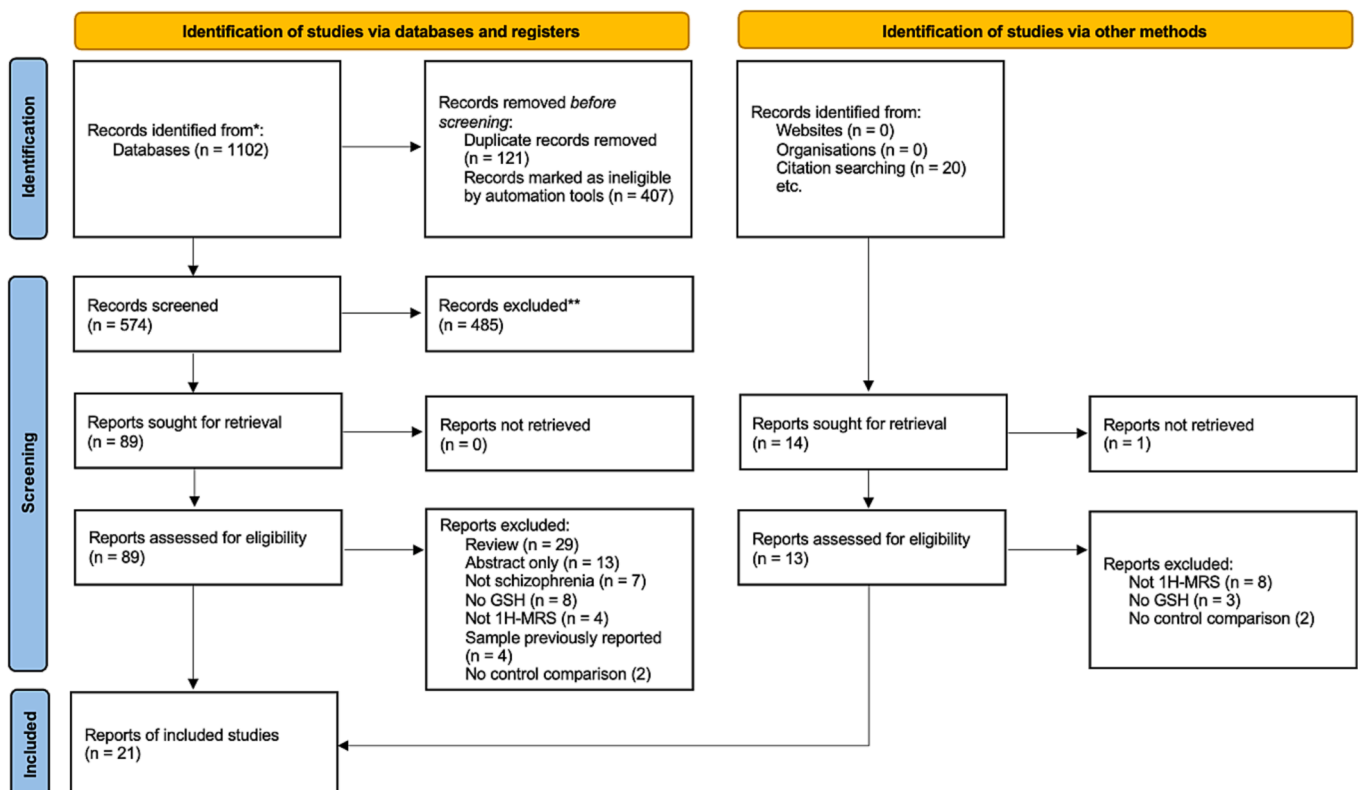 Identification of studies via databases and registers
Identification of studies via other methods
Identification
Records identified from*:
Databases (n = 1102)
Records removed before
screening:
Duplicate records removed
(n = 121)
Records marked as ineligible
by automation tools (n = 407)
Records identified from:
Websites (n = 0)
Organisations (n = 0)
Citation searching (n = 20)
etc.
Screening
Records screened
(n = 574)
Records excluded**
(n = 485)
Reports sought for retrieval
(n = 89)
Reports not retrieved
(n = 0)
Reports sought for retrieval
(n = 14)
Reports not retrieved
(n = 1)
Reports assessed for eligibility
(n = 89)
Reports excluded:
Review (n = 29)
Abstract only (n = 13)
Not schizophrenia (n = 7)
No GSH (n = 8)
Not 1H-MRS (n = 4)
Sample previously reported
(n = 4)
No control comparison (2)
Reports assessed for eligibility
(n = 13)
Reports excluded:
Not 1H-MRS (n = 8)
No GSH (n = 3)
No control comparison (2)
Included
Reports of included studies
(n = 21)